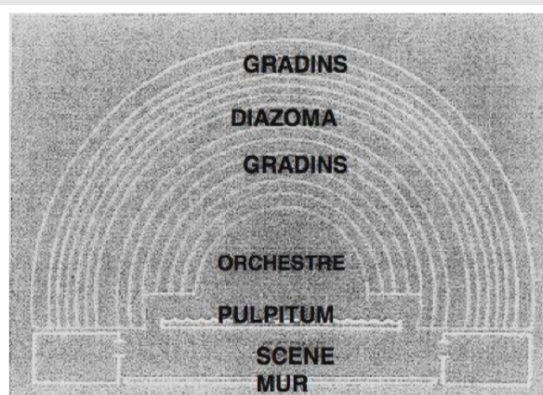 GRADINS
DIAZOMA
GRADINS
ORCHESTRE
PULPITUM
SCENE
MUR